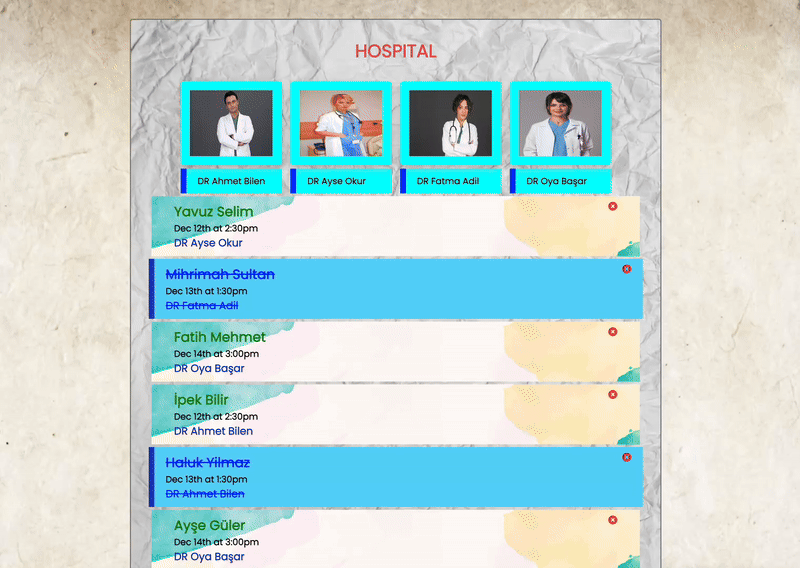 HOSPITAL
DR Ahmet Bilen
DR Ayse Okur
DR Fatma Adil
DR Oya Başar
Yavuz Selim
Dec 12th at 2:30pm
DR Ayse Okur
Mihrimah Sultan
Dec 13th at 1:30pm
DR Fatma Adil
Fatih Mehmet
Dec 14th at 3:00pm
DR Oya Başar
İpek Bilir
Dec 12th at 2:30pm
DR Ahmet Bilen
Haluk Yilmaz
Dec 13th at 1:30pm
DR Ahmet Bilen
Ayşe Güler
Dec 14th at 3:00pm
DR Oya Başar